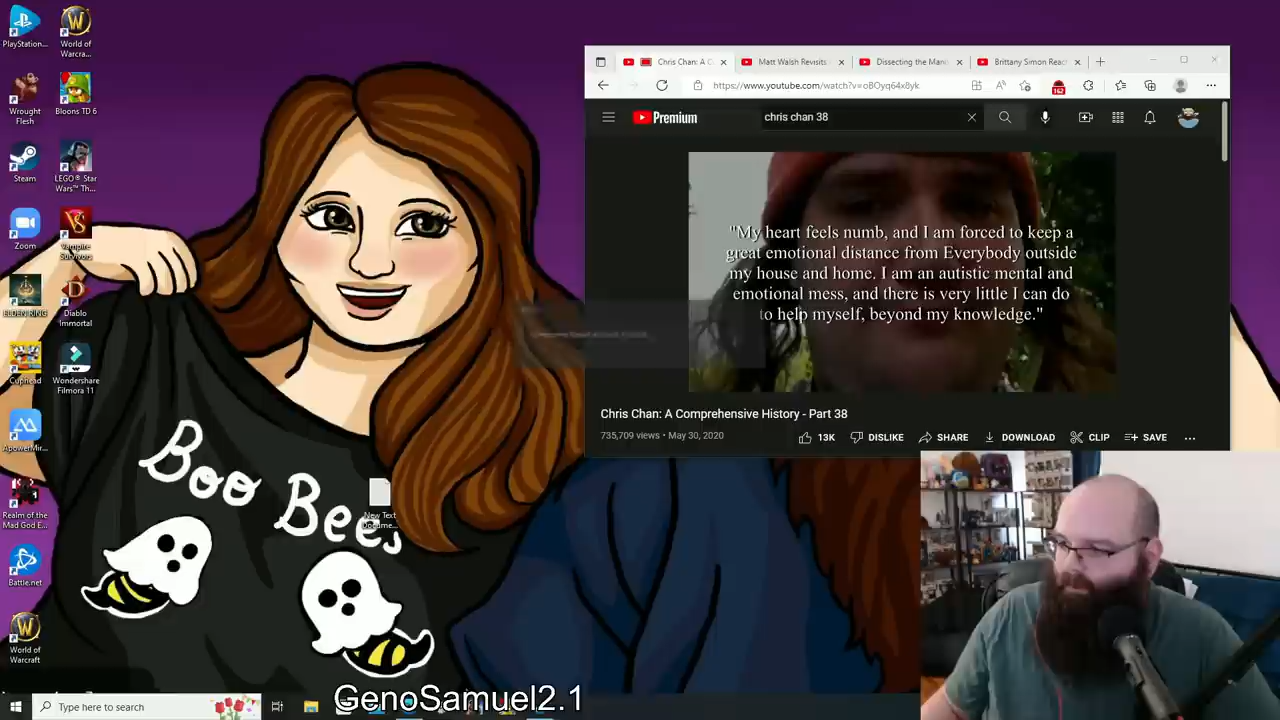 PlayStation...
World of
Warcra...
Wrought
Flesh
Bloons TD 6
Steam
LEGO® Star
Wars™ Th...
Zoom
Vampire
Survivors
ELDEN RING
Diablo
Immortal
Cuphead
Wondershare
Filmora 11
ApowerMir...
Realm of the
Mad God E...
Battle.net
World of
Warcraft
New Text
Docume...
Boo Bees
Chris Chan: A C
Matt Walsh Revisits
Dissecting the Man
Brittany Simon Reac
https://www.youtube.com/watch?v=oBOyq64x8yk
162
Premium
chris chan 38
"My heart feels numb, and I am forced to keep a
great emotional distance from Everybody outside
my house and home. I am an autistic mental and
emotional mess, and there is very little I can do
to help myself, beyond my knowledge."
Chris Chan: A Comprehensive History - Part 38
735,709 views • May 30, 2020
13K
DISLIKE
SHARE
DOWNLOAD
CLIP
SAVE
Type here to search
GenoSamuel2.1